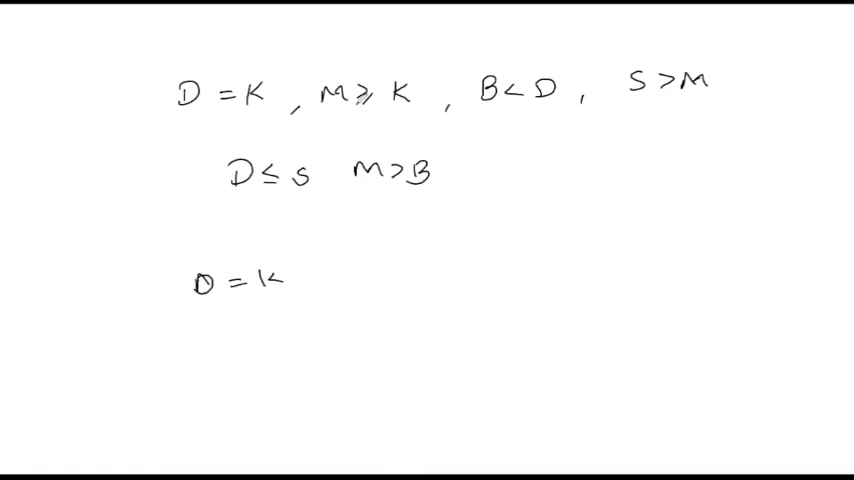 D = K , M ≥ K , B < D , S > M
D ≤ S M > B
D = K